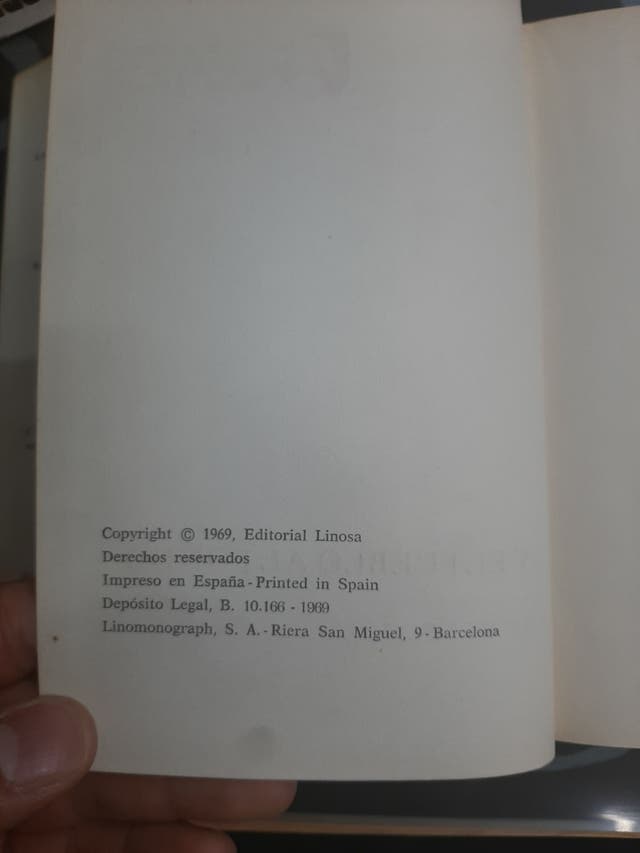 Copyright © 1969, Editorial Linosa
Derechos reservados
Impreso en España - Printed in Spain
Depósito Legal, B. 10.166 - 1969
Linomonograph, S. A. - Riera San Miguel, 9 - Barcelona